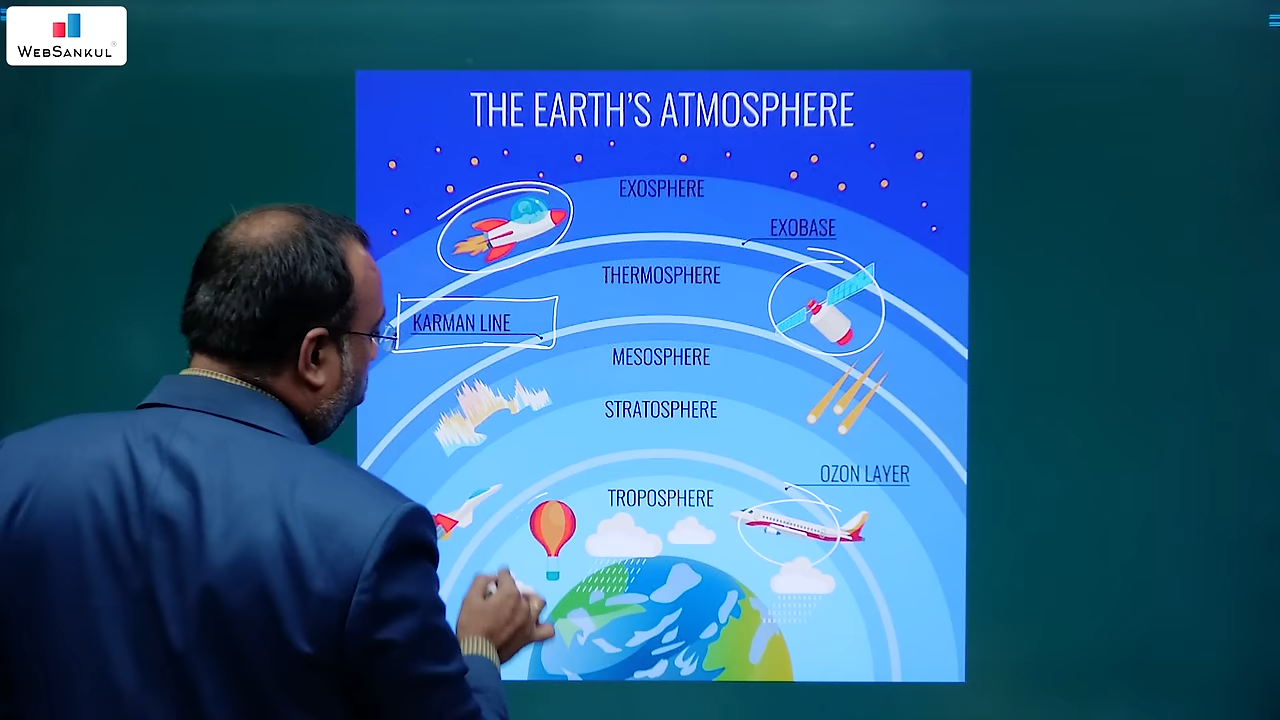 WEBSANKUL®
THE EARTH'S ATMOSPHERE
EXOSPHERE
EXOBASE
THERMOSPHERE
KARMAN LINE
MESOSPHERE
STRATOSPHERE
OZON LAYER
TROPOSPHERE